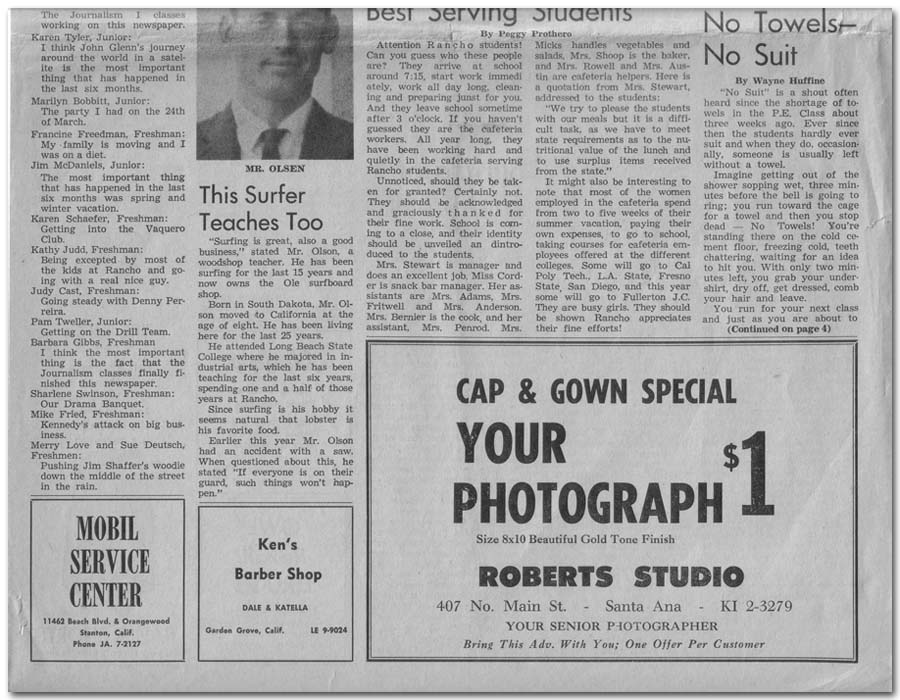 The Journalism I classes
working on this newspaper.
Karen Tyler, Junior:
I think John Glenn's journey
around the world in a satel-
lite is the most important
thing that has happened in
the last six months.
Marilyn Bobbitt, Junior:
The party I had on the 24th
of March.
Francine Freedman, Freshman:
My family is moving and I
was on a diet.
Jim McDaniels, Junior:
The most important thing
that has happened in the last
six months was spring and
winter vacation.
Karen Schaefer, Freshman:
Getting into the Vaquero
Club.
Kathy Judd, Freshman:
Being excepted by most of
the kids at Rancho and go-
ing with a real nice guy.
Judy Cast, Freshman:
Going steady with Denny Per-
reira.
Pam Tweller, Junior:
Getting on the Drill Team.
Barbara Gibbs, Freshman
I think the most important
thing is the fact that the
Journalism classes finally fi-
nished this newspaper.
Sharlene Swinson, Freshman:
Our Drama Banquet.
Mike Fried, Freshman:
Kennedy's attack on big bus-
iness.
Merry Love and Sue Deutsch,
Freshmen:
Pushing Jim Shaffer's woodie
down the middle of the street
in the rain.
MOBIL
SERVICE
CENTER
11462 Beach Blvd. & Orangewood
Stanton, Calif.
Phone JA. 7-2127
MR. OLSEN
This Surfer
Teaches Too
"Surfing is great, also a good
business," stated Mr. Olson, a
woodshop teacher. He has been
surfing for the last 15 years and
now owns the Ole surfboard
shop.
Born in South Dakota, Mr. Ol-
son moved to California at the
age of eight. He has been living
here for the last 25 years.
He attended Long Beach State
College where he majored in in-
dustrial arts, which he has been
teaching for the last six years,
spending one and a half of those
years at Rancho.
Since surfing is his hobby it
seems natural that lobster is
his favorite food.
Earlier this year Mr. Olson
had an accident with a saw.
When questioned about this, he
stated "If everyone is on their
guard, such things won't hap-
pen."
Ken's
Barber Shop
DALE & KATELLA
Garden Grove, Calif. LE 9-9024
Best Serving Students
By Peggy Prothero
Attention Rancho students!
Can you guess who these people
are? They arrive at school
around 7:15, start work immedi
ately, work all day long, clean-
ing and preparing junst for you.
And they leave school sometime
after 3 o'clock. If you haven't
guessed they are the cafeteria
workers. All year long, they
have been working hard and
quietly in the cafeteria serving
Rancho students.
Unnoticed, should they be tak-
en for granted? Certainly not.
They should be acknowledged
and graciously thanked for
their fine work. School is com-
ing to a close, and their identity
should be unveiled an dintro-
duced to the students.
Mrs. Stewart is manager tnd
does an excellent job, Miss Cord-
er is snack bar manager. Her as-
sistants are Mrs. Adams, Mrs.
Fritwell and Mrs. Anderson.
Mrs. Bernier is the cook, and her
assistant, Mrs. Penrod. Mrs.
Micks handles vegetables and
salads, Mrs. Shoop is the baker,
and Mrs. Rowell and Mrs. Aus-
tin are cafeteria helpers. Here is
a quotation from Mrs. Stewart,
addressed to the students:
"We try to please the students
with our meals but it is a diffi-
cult task, as we have to meet
state requirements as to the nu-
tritional value of the lunch and
to use surplus items received
from the state."
It might also be interesting to
note that most of the women
employed in the cafeteria spend
from two to five weeks of their
summer vacation, paying their
own expenses, to go to school,
taking courses for cafeteria em-
ployees offered at the different
colleges. Some will go to Cal
Poly Tech., L.A. State, Fresno
State, San Diego, and this year
some will go to Fullerton J.C.
They are busy girls. They should
be shown Rancho appreciates
their fine efforts!
No Towels—
No Suit
By Wayne Huffine
"No Suit" is a shout often
heard since the shortage of to-
wels in the P.E. Class about
three weeks ago. Ever since
then the students hardly ever
suit and when they do, occasion-
ally, someone is usually left
without a towel.
Imagine getting out of the
shower sopping wet, three min-
utes before the bell is going to
ring; you run toward the cage
for a towel and then you stop
dead — No Towels! You're
standing there on the cold ce-
ment floor, freezing cold, teeth
chattering, waiting for an idea
to hit you. With only two min-
utes left, you grab your under-
shirt, dry off, get dressed, comb
your hair and leave.
You run for your next class
and just as you are about to
(Continued on page 4)
CAP & GOWN SPECIAL
YOUR
PHOTOGRAPH $1
Size 8x10 Beautiful Gold Tone Finish
ROBERTS STUDIO
407 No. Main St. - Santa Ana - KI 2-3279
YOUR SENIOR PHOTOGRAPHER
Bring This Adv. With You; One Offer Per Customer